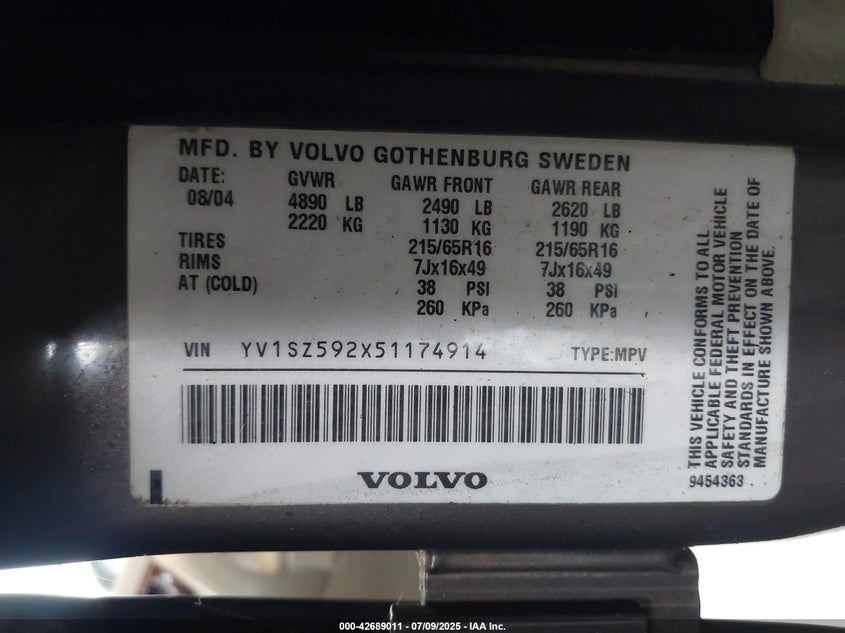 MFD. BY VOLVO GOTHENBURG SWEDEN
DATE: GVWR GAWR FRONT GAWR REAR
08/04 4890 LB 2490 LB 2620 LB
2220 KG 1130 KG 1190 KG
TIRES 215/65R16 215/65R16
RIMS 7Jx16x49 7Jx16x49
AT (COLD) 38 PSI 38 PSI
260 KPa 260 KPa
VIN YV1SZ592X51174914 TYPE:MPV
VOLVO
THIS VEHICLE CONFORMS TO ALL
APPLICABLE FEDERAL MOTOR VEHICLE
SAFETY AND THEFT PREVENTION
STANDARDS IN EFFECT ON THE DATE OF
MANUFACTURE SHOWN ABOVE.
9454363
000-42689011 - 07/09/2025 - IAA Inc.